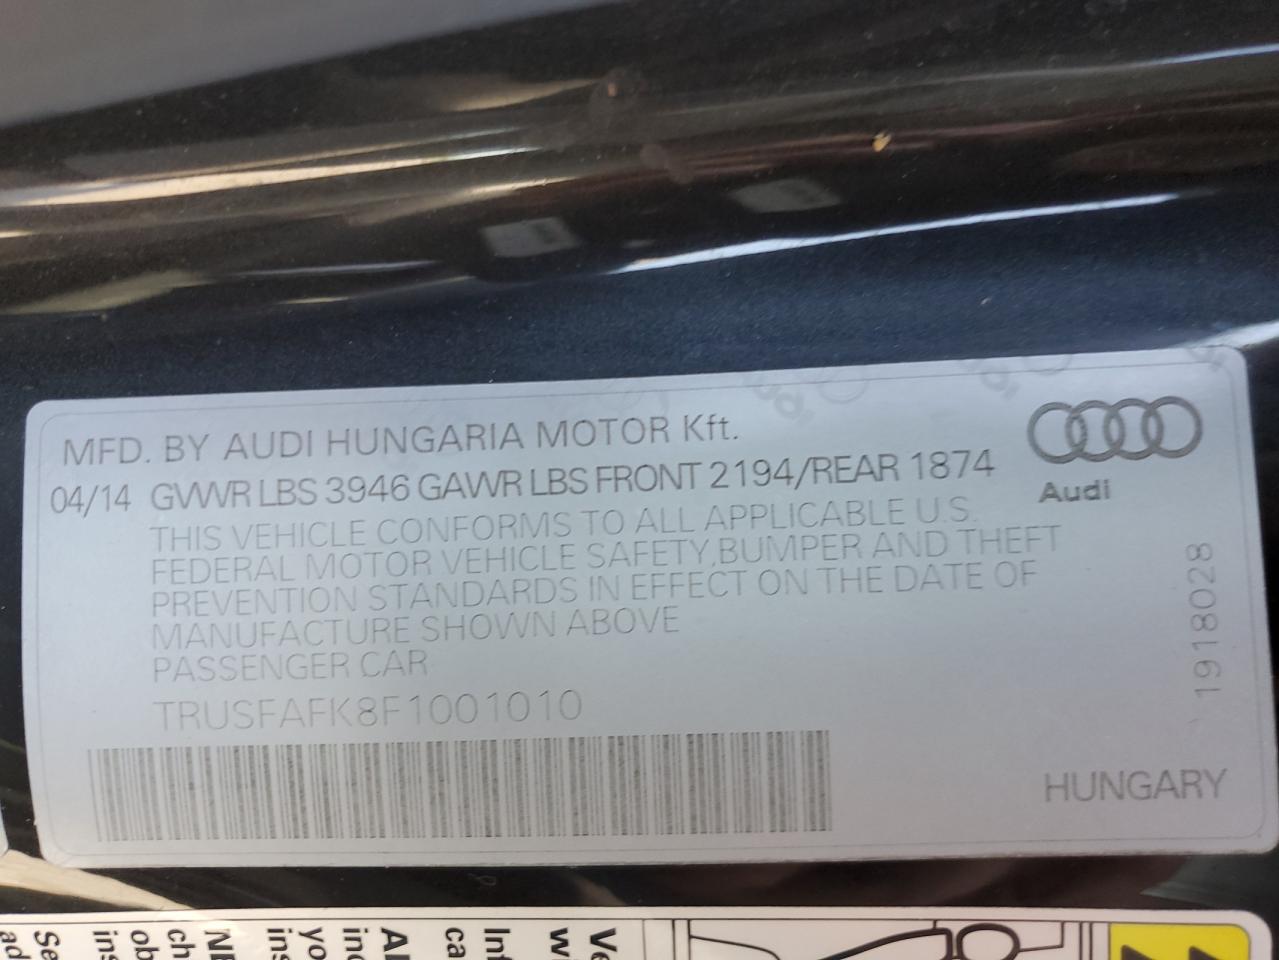 MFD. BY AUDI HUNGARIA MOTOR Kft.
04/14 GVWR LBS 3946 GAWR LBS FRONT 2194/REAR 1874
THIS VEHICLE CONFORMS TO ALL APPLICABLE U.S.
FEDERAL MOTOR VEHICLE SAFETY,BUMPER AND THEFT
PREVENTION STANDARDS IN EFFECT ON THE DATE OF
MANUFACTURE SHOWN ABOVE
PASSENGER CAR
TRUSFAFK8F1001010
Audi
1918028
HUNGARY